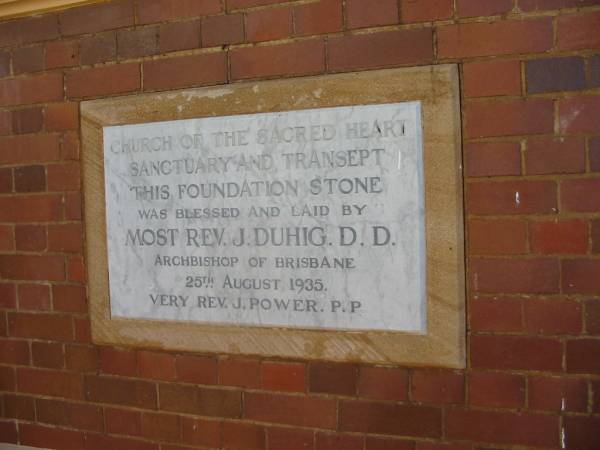 CHURCH OF THE SACRED HEART
SANCTUARY AND TRANSEPT
THIS FOUNDATION STONE
WAS BLESSED AND LAID BY
MOST REV. J. DUHIG. D. D.
ARCHBISHOP OF BRISBANE
25TH AUGUST 1935.
VERY REV. J. POWER. P. P